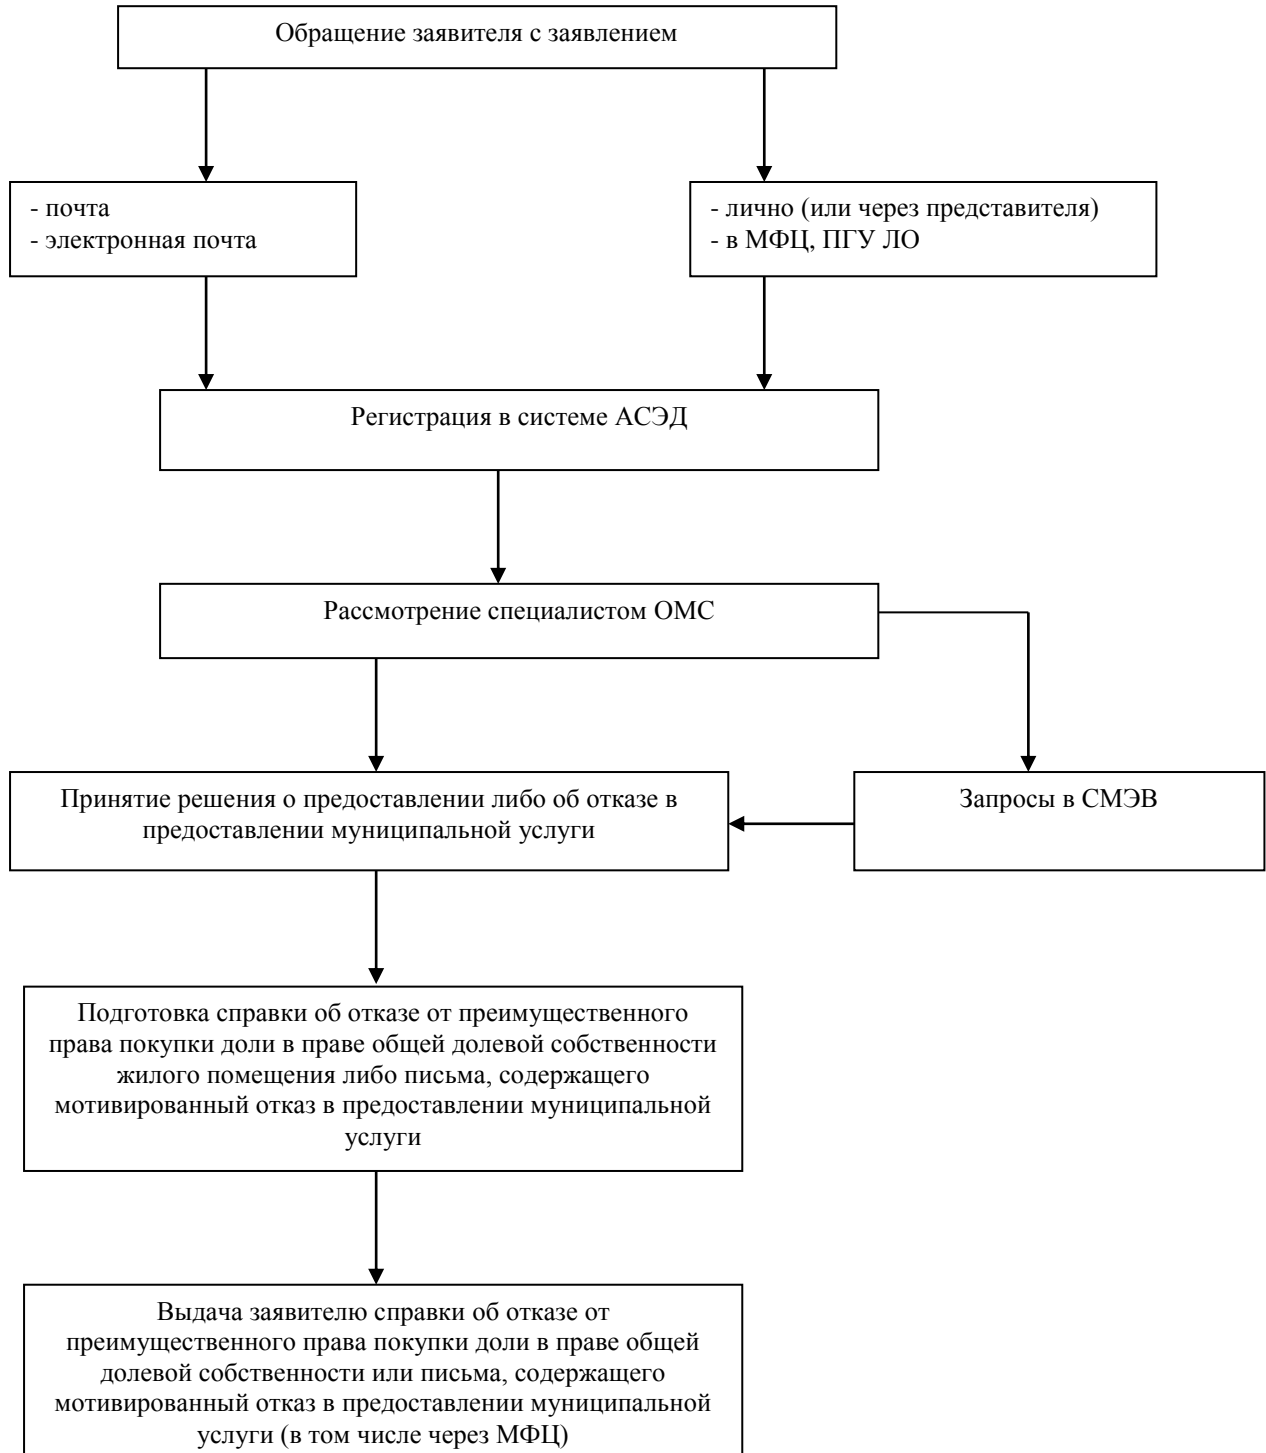 Обращение заявителя с заявлением
- почта
- электронная почта
- лично (или через представителя)
- в МФЦ, ПГУ ЛО
Регистрация в системе АСЭД
Рассмотрение специалистом ОМС
Принятие решения о предоставлении либо об отказе в
предоставлении муниципальной услуги
Запросы в СМЭВ
Подготовка справки об отказе от преимущественного
права покупки доли в праве общей долевой собственности
жилого помещения либо письма, содержащего
мотивированный отказ в предоставлении муниципальной
услуги
Выдача заявителю справки об отказе от
преимущественного права покупки доли в праве общей
долевой собственности или письма, содержащего
мотивированный отказ в предоставлении муниципальной
услуги (в том числе через МФЦ)